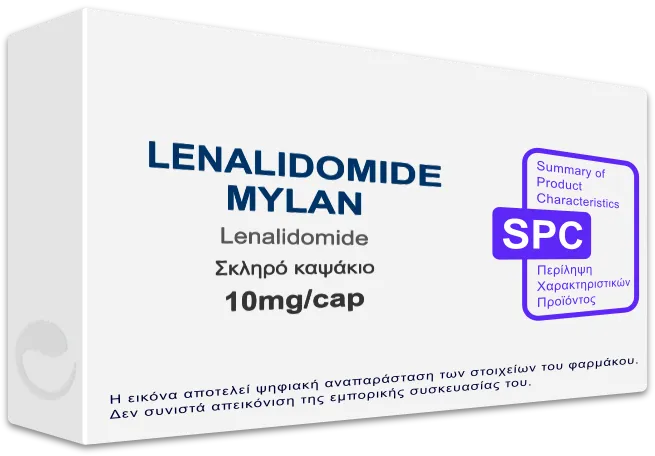 LENALIDOMIDE
MYLAN
Lenalidomide
Σκληρό καψάκιο
10mg/cap
Summary of
Product
Characteristics
SPC
Περίληψη
Χαρακτηριστικών
Προϊόντος
Η εικόνα αποτελεί ψηφιακή αναπαράσταση των στοιχείων του φαρμάκου.
Δεν συνιστά απεικόνιση της εμπορικής συσκευασίας του.